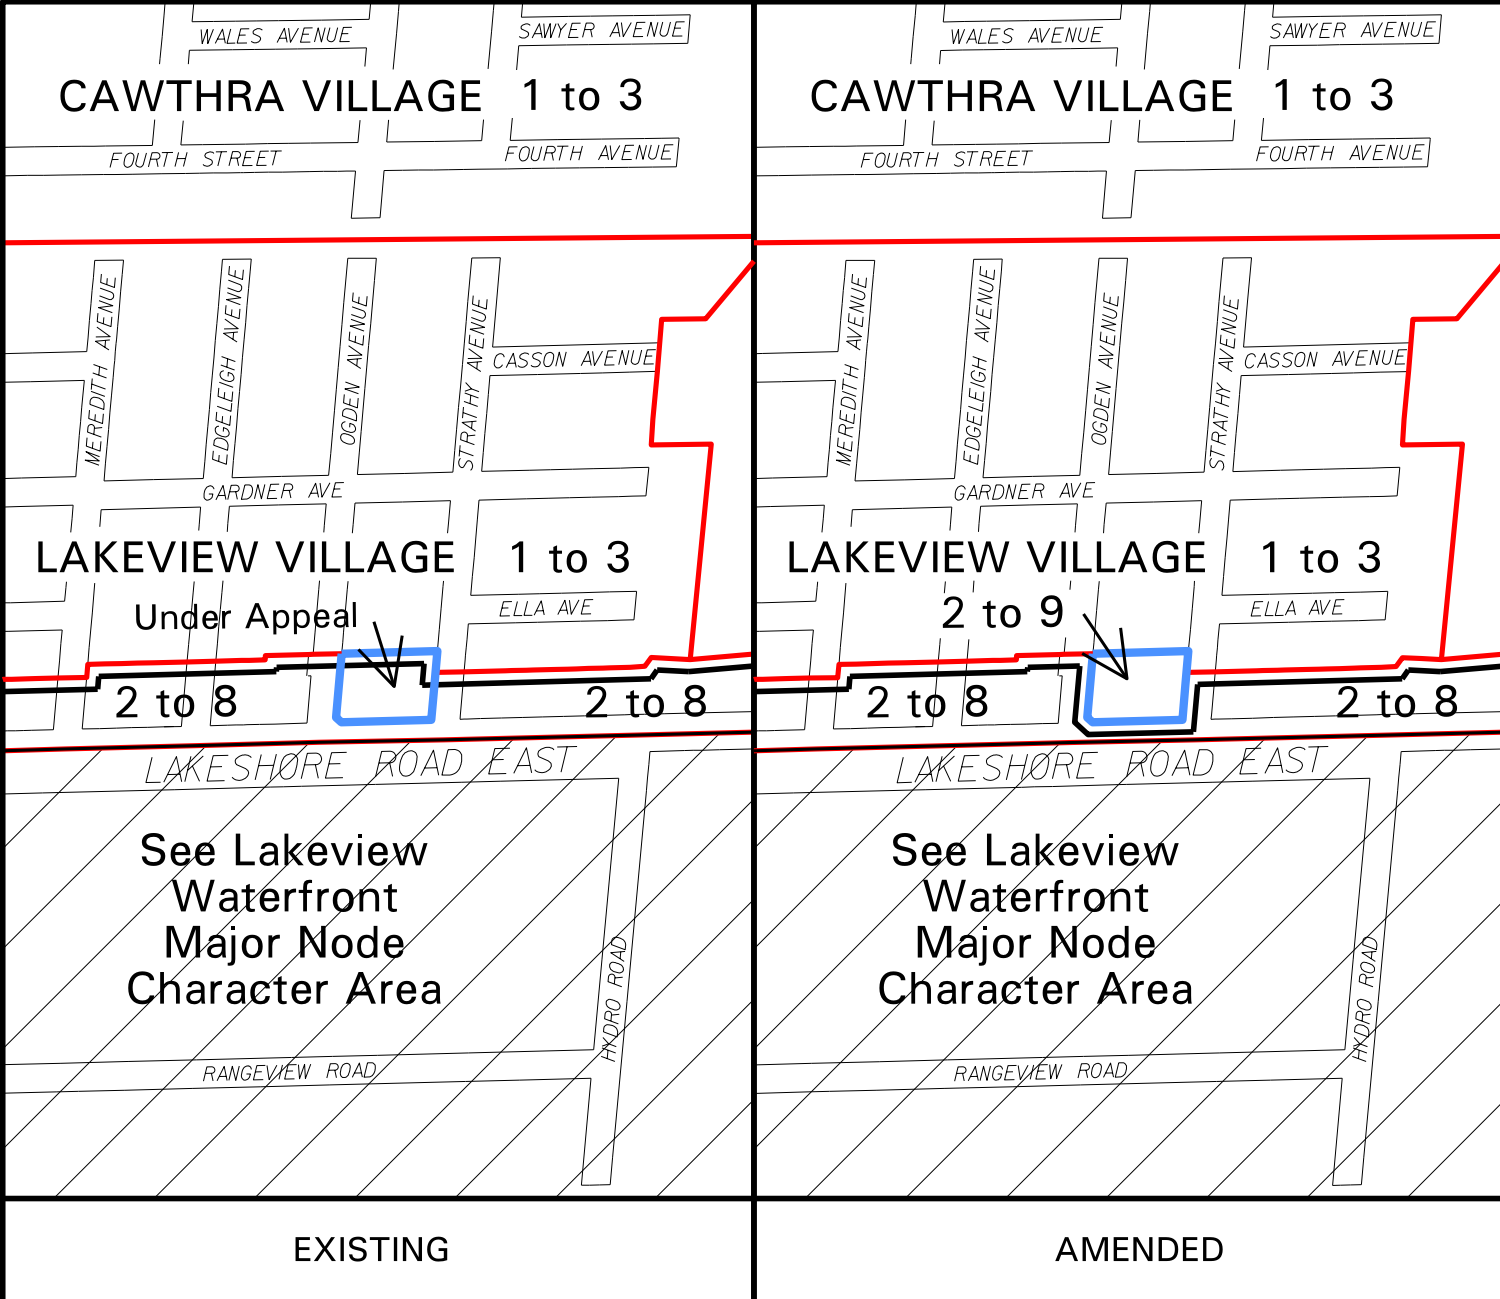 WALES AVENUE
SAWYER AVENUE
CAWTHRA VILLAGE 1 to 3
FOURTH STREET
FOURTH AVENUE
MEREDITH AVENUE
EDGELEIGH AVENUE
OGDEN AVENUE
STRATHY AVENUE
CASSON AVENUE
GARDNER AVE
LAKEVIEW VILLAGE 1 to 3
ELLA AVE
Under Appeal
2 to 8
2 to 8
LAKESHORE ROAD EAST
See Lakeview
Waterfront
Major Node
Character Area
HYDRO ROAD
RANGEVIEW ROAD
EXISTING
WALES AVENUE
SAWYER AVENUE
CAWTHRA VILLAGE 1 to 3
FOURTH STREET
FOURTH AVENUE
MEREDITH AVENUE
EDGELEIGH AVENUE
OGDEN AVENUE
STRATHY AVENUE
CASSON AVENUE
GARDNER AVE
LAKEVIEW VILLAGE 1 to 3
ELLA AVE
2 to 9
2 to 8
2 to 8
LAKESHORE ROAD EAST
See Lakeview
Waterfront
Major Node
Character Area
HYDRO ROAD
RANGEVIEW ROAD
AMENDED